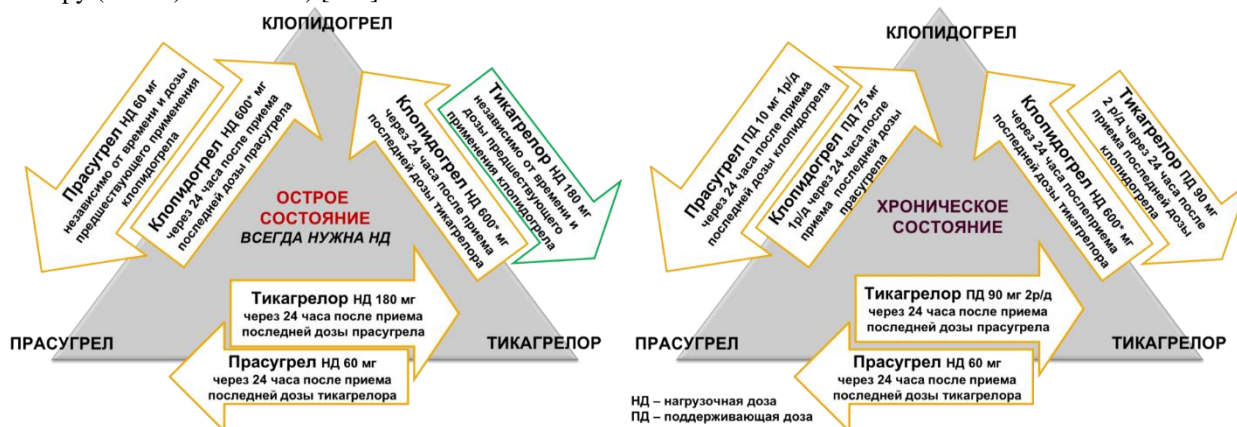 КЛОПИДОГРЕЛ
Прасугрел НД 60 мг
независимо от времени и дозы
предшествующего применения
клопидогрела
Клопидогрел НД 600* мг
через 24 часа после приема
последней дозы прасугрела
Клопидогрел НД 600* мг
через 24 часа после приема
последней дозы тикагрелора
Тикагрелор НД 180 мг
независимо от времени и
дозы предшествующего
применения клопидогрела
ОСТРОЕ
СОСТОЯНИЕ
ВСЕГДА НУЖНА НД
Тикагрелор НД 180 мг
через 24 часа после приема
последней дозы прасугрела
ПРАСУГРЕЛ
ТИКАГРЕЛОР
Прасугрел НД 60 мг
через 24 часа после приема
последней дозы тикагрелора
КЛОПИДОГРЕЛ
Прасугрел ПД 10 мг 1р/д
через 24 часа после приема
последней дозы клопидогрела
Клопидогрел ПД 75 мг
1р/д через 24 часа после
приема последней дозы
прасугрела
Клопидогрел НД 600* мг
через 24 часа после приема
последней дозы тикагрелора
Тикагрелор ПД 90 мг
2 р/д через 24 часа после
приема последней дозы
клопидогрела
ХРОНИЧЕСКОЕ
СОСТОЯНИЕ
Тикагрелор ПД 90 мг 2р/д
через 24 часа после приема
последней дозы прасугрела
ПРАСУГРЕЛ
ТИКАГРЕЛОР
Прасугрел НД 60 мг
через 24 часа после приема
последней дозы тикагрелора
НД – нагрузочная доза
ПД – поддерживающая доза